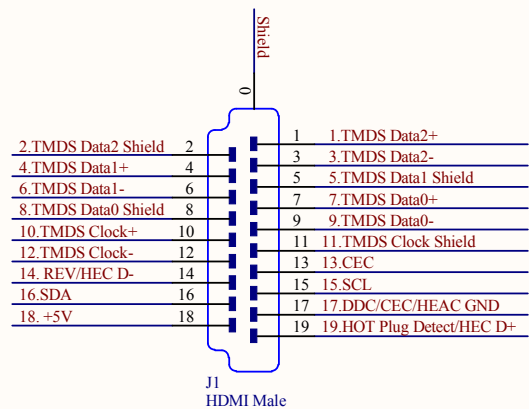 Shield
0
2.TMDS Data2 Shield 2
4.TMDS Data1+ 4
6.TMDS Data1- 6
8.TMDS Data0 Shield 8
10.TMDS Clock+ 10
12.TMDS Clock- 12
14. REV/HEC D- 14
16.SDA 16
18. +5V 18
1 1.TMDS Data2+
3 3.TMDS Data2-
5 5.TMDS Data1 Shield
7 7.TMDS Data0+
9 9.TMDS Data0-
11 11.TMDS Clock Shield
13 13.CEC
15 15.SCL
17 17.DDC/CEC/HEAC GND
19 19.HOT Plug Detect/HEC D+
J1
HDMI Male